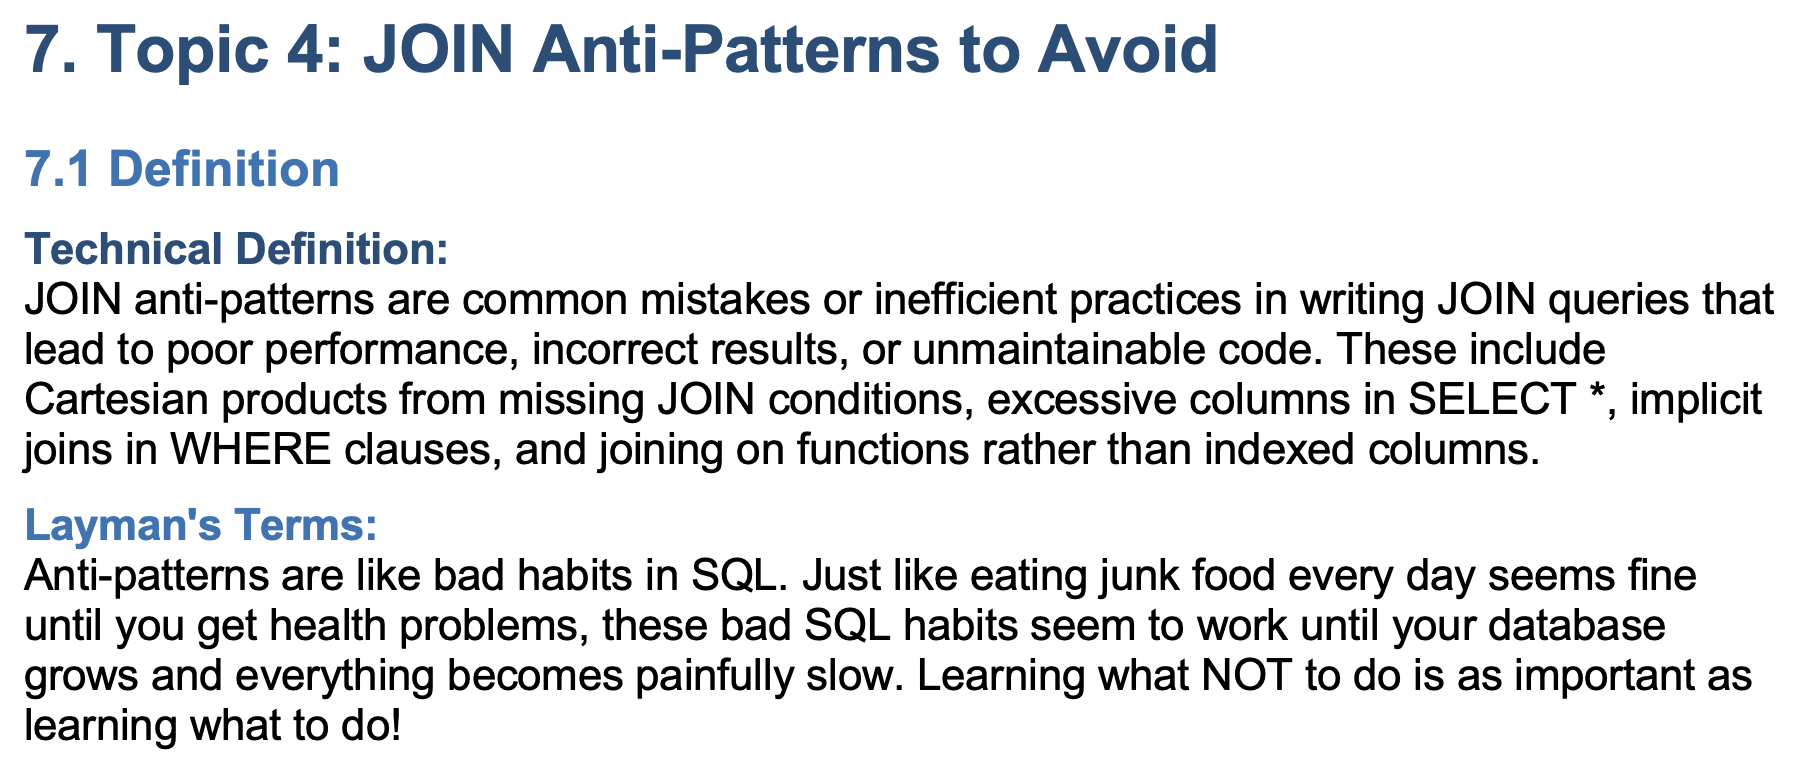 7. Topic 4: JOIN Anti-Patterns to Avoid
7.1 Definition
Technical Definition:
JOIN anti-patterns are common mistakes or inefficient practices in writing JOIN queries that
lead to poor performance, incorrect results, or unmaintainable code. These include
Cartesian products from missing JOIN conditions, excessive columns in SELECT *, implicit
joins in WHERE clauses, and joining on functions rather than indexed columns.
Layman's Terms:
Anti-patterns are like bad habits in SQL. Just like eating junk food every day seems fine
until you get health problems, these bad SQL habits seem to work until your database
grows and everything becomes painfully slow. Learning what NOT to do is as important as
learning what to do!